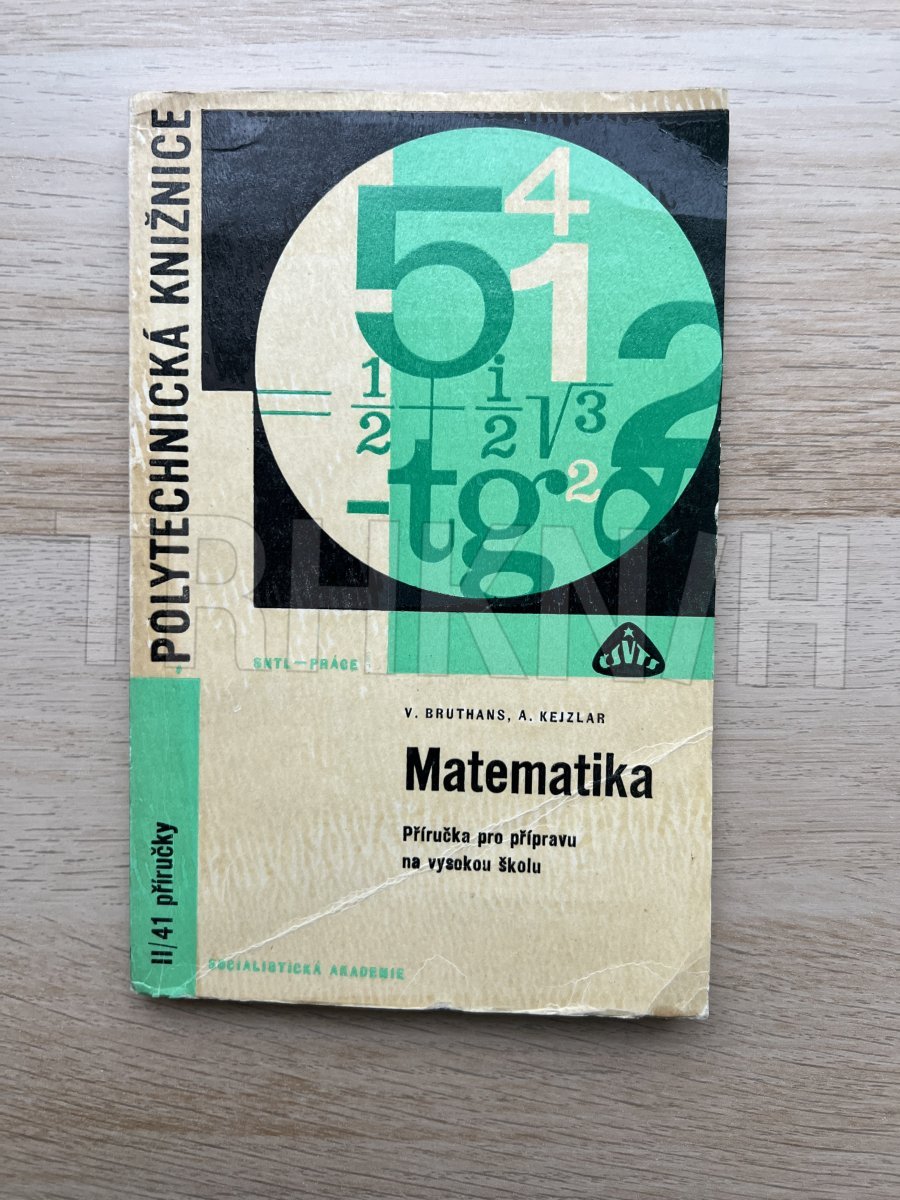 POLYTECHNICKÁ KNIŽNICE
5 4 1 2
= 1/2 + i/2 √3
- tg² α
SNTL – PRÁCE
ČSVTS
V. BRUTHANS, A. KEJZLAR
Matematika
Příručka pro přípravu
na vysokou školu
II/41 příručky
SOCIALISTICKÁ AKADEMIE
TRHKNIH